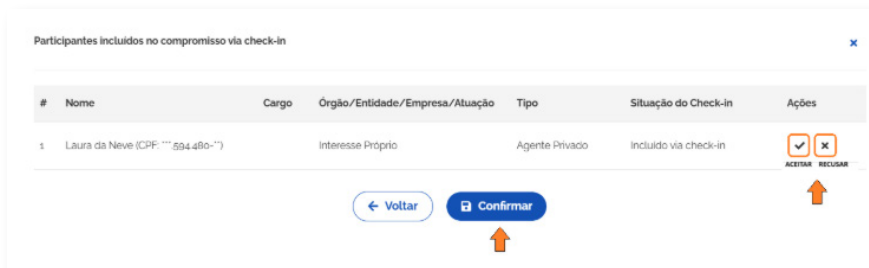 Participantes incluídos no compromisso via check-in ×
# Nome Cargo Órgão/Entidade/Empresa/Atuação Tipo Situação do Check-in Ações
1 Laura da Neve (CPF: ***.594.480-**) Interesse Próprio Agente Privado Incluído via check-in
ACEITAR RECUSAR
Voltar Confirmar